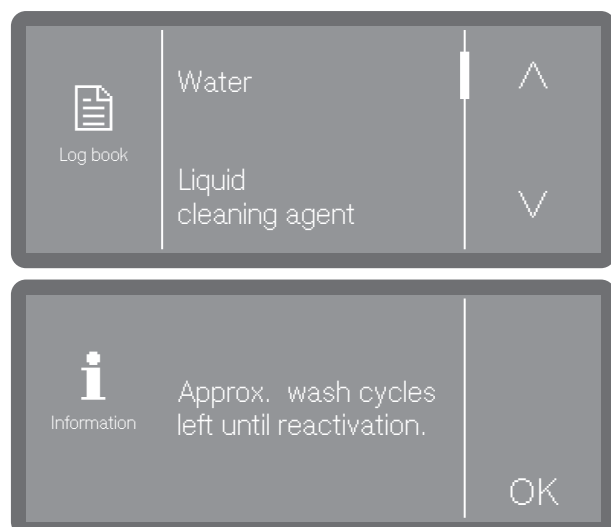 Log book
Water
Liquid
cleaning agent
Information
Approx. wash cycles
left until reactivation.
OK